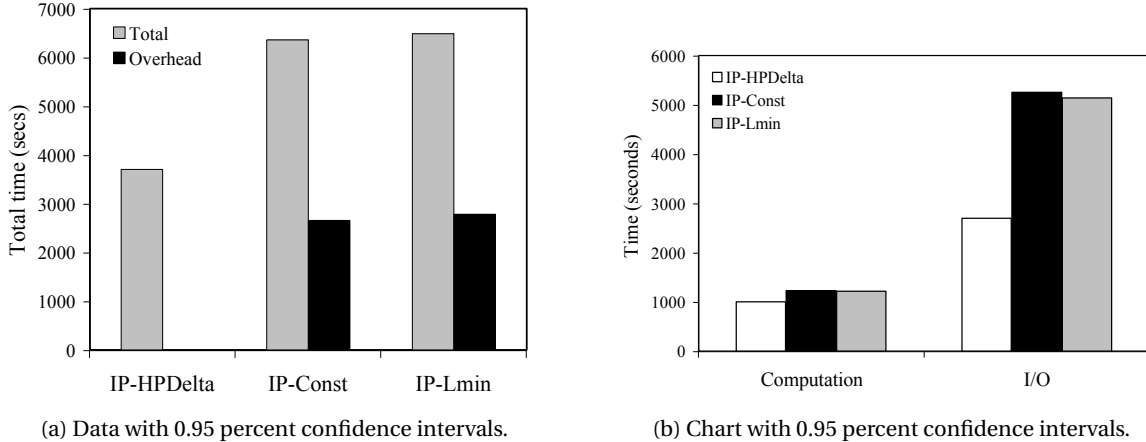 7000
6000
5000
4000
3000
2000
1000
0
Total time (secs)
Total
Overhead
IP-HPDelta
IP-Const
IP-Lmin
(a) Data with 0.95 percent confidence intervals.
6000
5000
4000
3000
2000
1000
0
Time (seconds)
IP-HPDelta
IP-Const
IP-Lmin
Computation
I/O
(b) Chart with 0.95 percent confidence intervals.